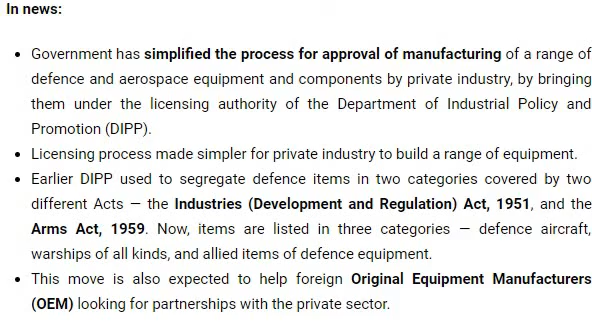 In news:
Government has simplified the process for approval of manufacturing of a range of
defence and aerospace equipment and components by private industry, by bringing
them under the licensing authority of the Department of Industrial Policy and
Promotion (DIPP).
Licensing process made simpler for private industry to build a range of equipment.
Earlier DIPP used to segregate defence items in two categories covered by two
different Acts — the Industries (Development and Regulation) Act, 1951, and the
Arms Act, 1959. Now, items are listed in three categories — defence aircraft,
warships of all kinds, and allied items of defence equipment.
This move is also expected to help foreign Original Equipment Manufacturers
(OEM) looking for partnerships with the private sector.